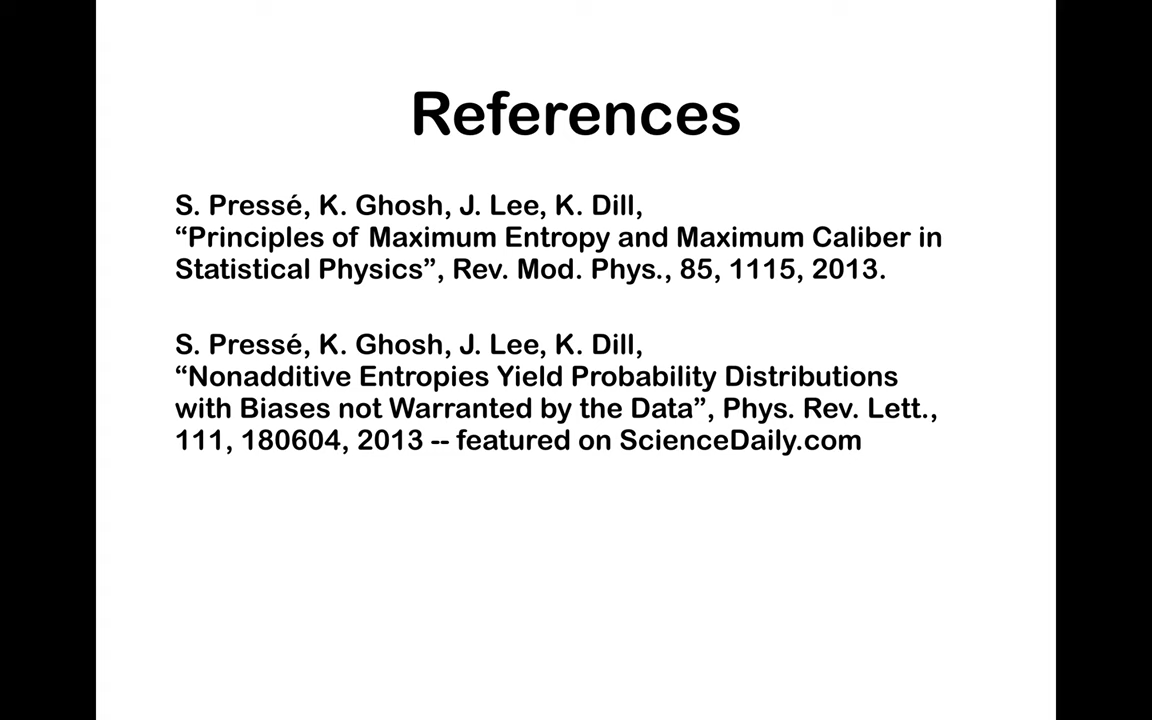 References
S. Pressé, K. Ghosh, J. Lee, K. Dill,
“Principles of Maximum Entropy and Maximum Caliber in
Statistical Physics”, Rev. Mod. Phys., 85, 1115, 2013.
S. Pressé, K. Ghosh, J. Lee, K. Dill,
“Nonadditive Entropies Yield Probability Distributions
with Biases not Warranted by the Data”, Phys. Rev. Lett.,
111, 180604, 2013 -- featured on ScienceDaily.com